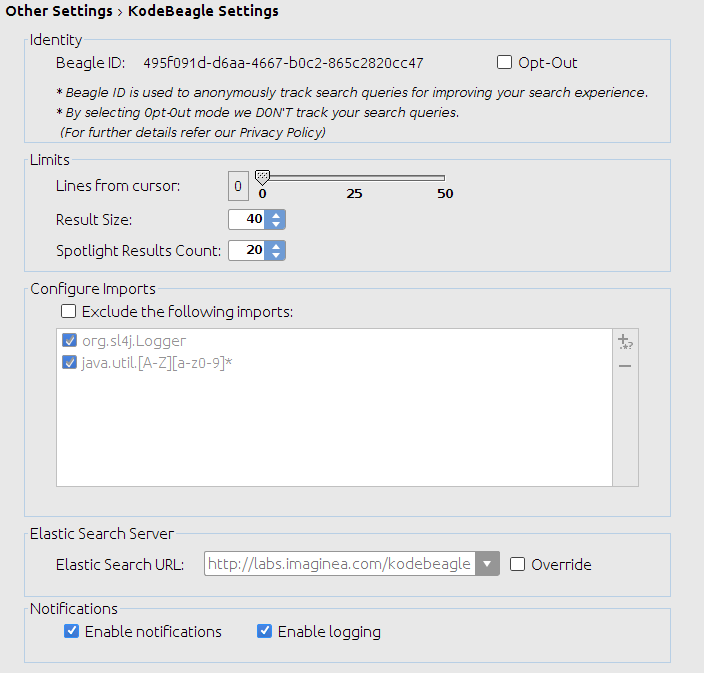 Other Settings › KodeBeagle Settings
Identity
Beagle ID: 495f091d-d6aa-4667-b0c2-865c2820cc47 Opt-Out
* Beagle ID is used to anonymously track search queries for improving your search experience.
* By selecting Opt-Out mode we DON'T track your search queries.
(For further details refer our Privacy Policy)
Limits
Lines from cursor: 0
0 25 50
Result Size: 40
Spotlight Results Count: 20
Configure Imports
Exclude the following imports:
org.sl4j.Logger
java.util.[A-Z][a-z0-9]*
Elastic Search Server
Elastic Search URL: http://labs.imaginea.com/kodebeagle Override
Notifications
Enable notifications Enable logging